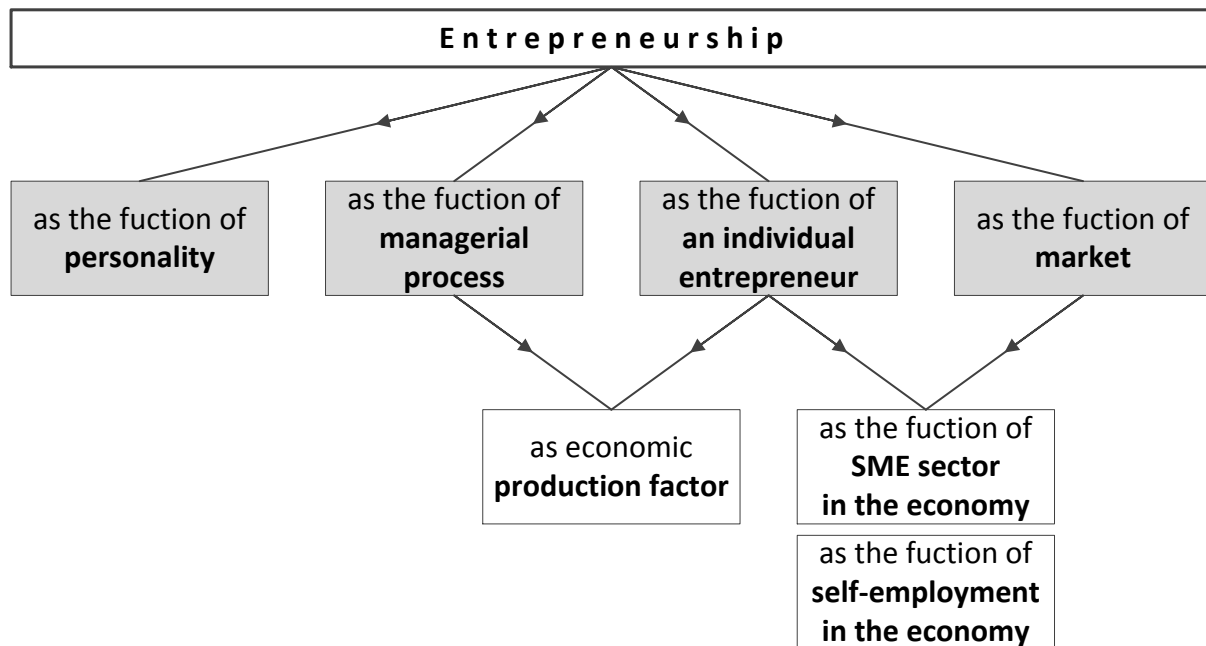 Entrepreneurship
as the fuction of
personality
as the fuction of
managerial
process
as the fuction of
an individual
entrepreneur
as the fuction of
market
as economic
production factor
as the fuction of
SME sector
in the economy
as the fuction of
self-employment
in the economy